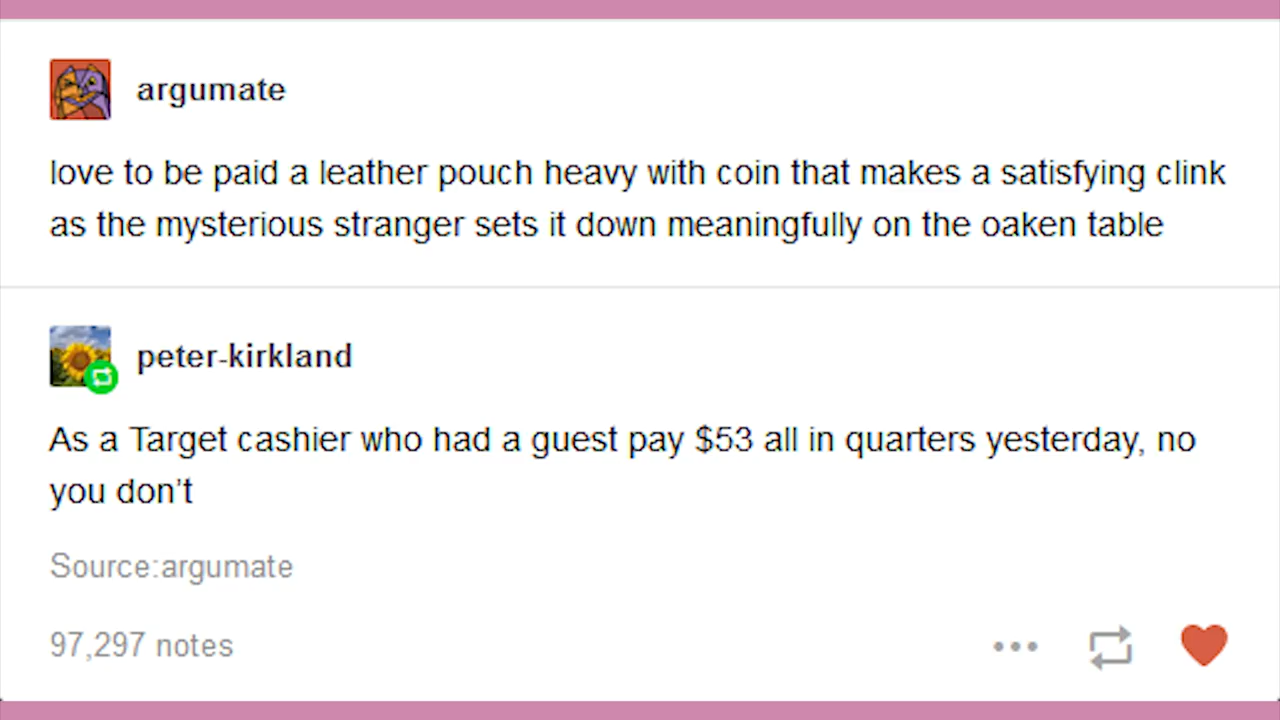 argumate
love to be paid a leather pouch heavy with coin that makes a satisfying clink
as the mysterious stranger sets it down meaningfully on the oaken table
peter-kirkland
As a Target cashier who had a guest pay $53 all in quarters yesterday, no
you don't
Source:argumate
97,297 notes